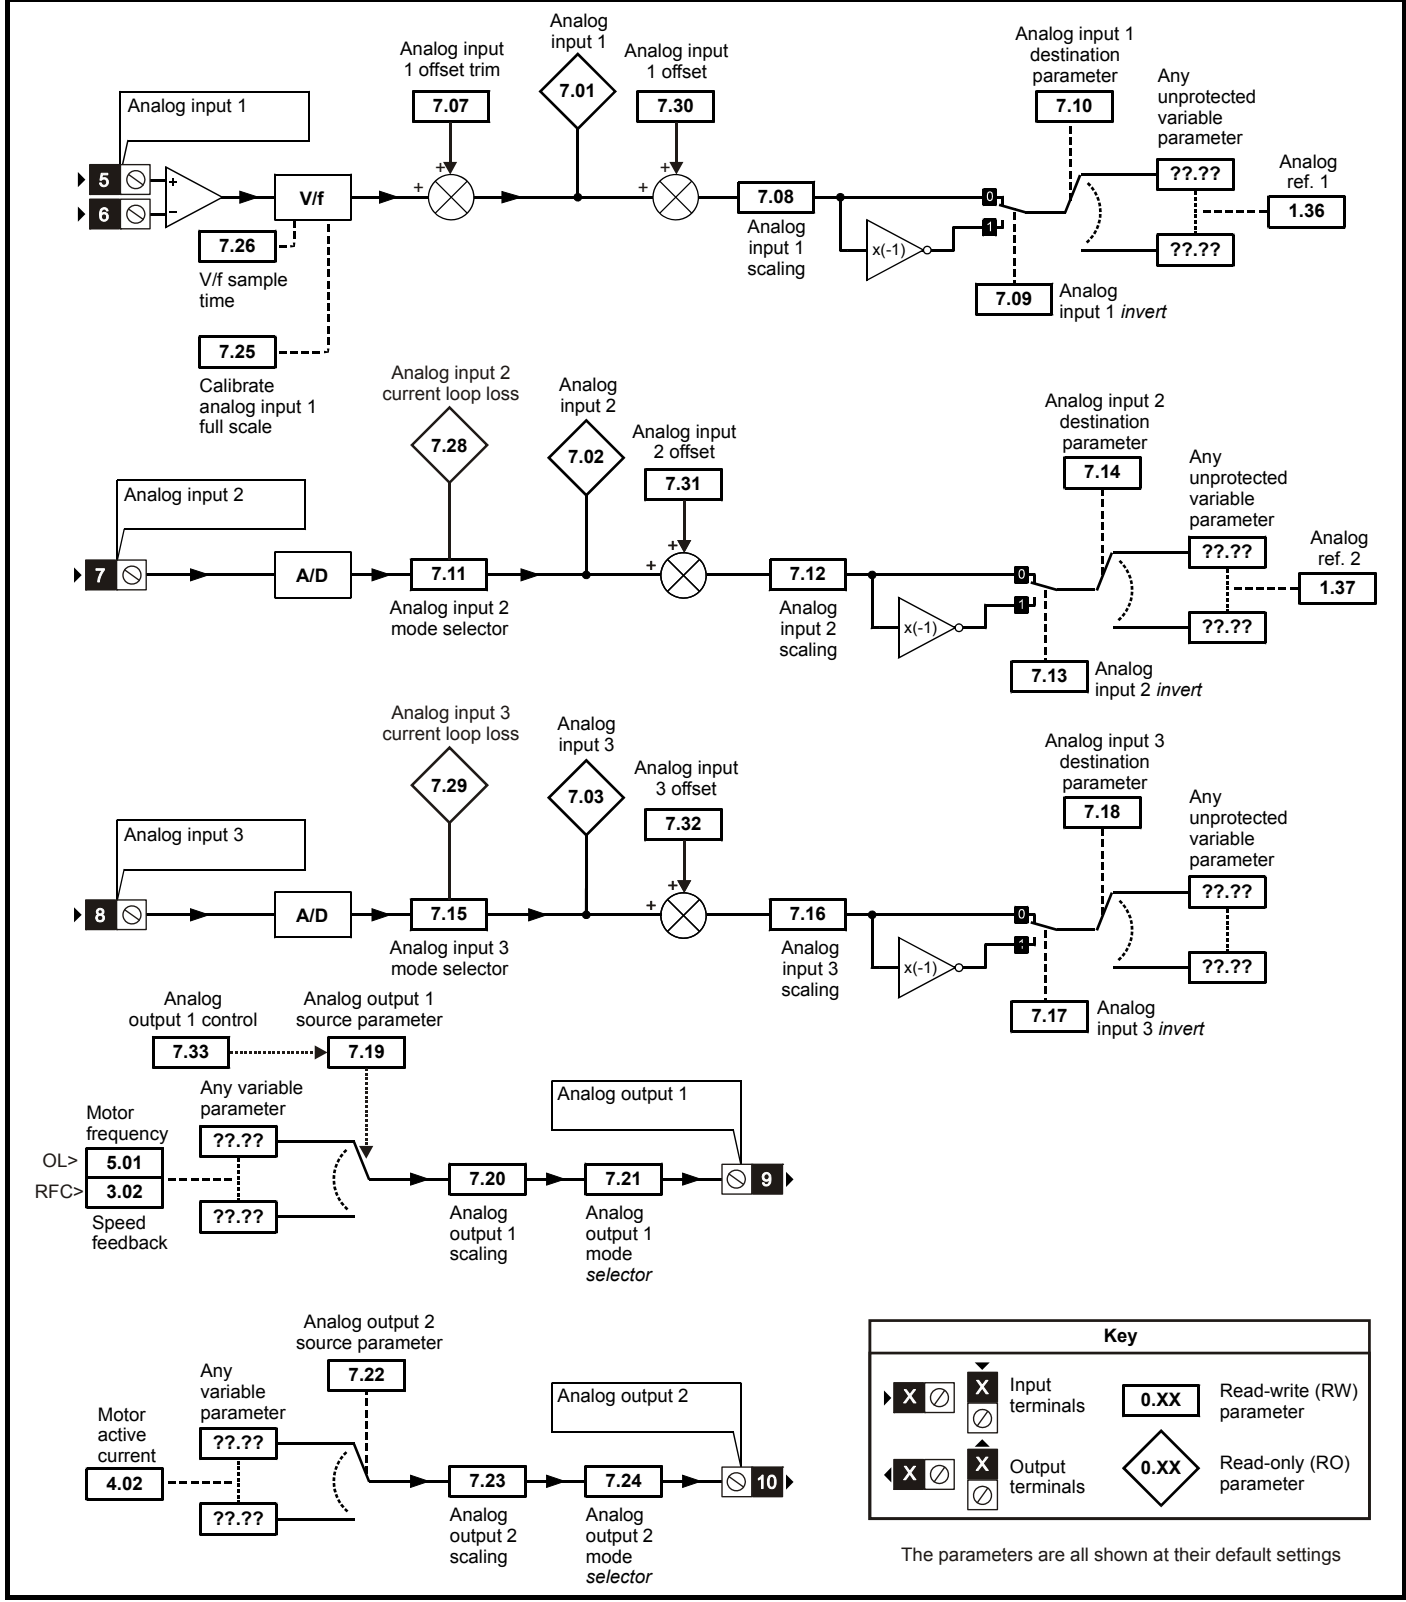 Analog input 1
5
6
+
−
V/f
7.26
V/f sample
time
7.25
Calibrate
analog input 1
full scale
Analog input
1 offset trim
7.07
+
+
Analog
input 1
7.01
Analog input
1 offset
7.30
+
+
7.08
Analog
input 1
scaling
x(-1)
0
1
7.09
Analog
input 1 invert
Analog input 1
destination
parameter
7.10
Any
unprotected
variable
parameter
??.??
??.??
Analog
ref. 1
1.36
Analog input 2
7
A/D
Analog input 2
current loop loss
7.28
7.11
Analog input 2
mode selector
Analog
input 2
7.02
Analog input
2 offset
7.31
+
+
7.12
Analog
input 2
scaling
x(-1)
0
1
7.13
Analog
input 2 invert
Analog input 2
destination
parameter
7.14
Any
unprotected
variable
parameter
??.??
??.??
Analog
ref. 2
1.37
Analog input 3
8
A/D
Analog input 3
current loop loss
7.29
7.15
Analog input 3
mode selector
Analog
input 3
7.03
Analog input
3 offset
7.32
+
+
7.16
Analog
input 3
scaling
x(-1)
0
1
7.17
Analog
input 3 invert
Analog input 3
destination
parameter
7.18
Any
unprotected
variable
parameter
??.??
??.??
Analog
output 1 control
7.33
Analog output 1
source parameter
7.19
Any variable
parameter
??.??
??.??
Motor
frequency
OL>
5.01
RFC>
3.02
Speed
feedback
7.20
Analog
output 1
scaling
7.21
Analog
output 1
mode
selector
Analog output 1
9
Analog output 2
source parameter
7.22
Any
variable
parameter
??.??
??.??
Motor
active
current
4.02
7.23
Analog
output 2
scaling
7.24
Analog
output 2
mode
selector
Analog output 2
10
Key
X
X
Input
terminals
0.XX
Read-write (RW)
parameter
X
X
Output
terminals
0.XX
Read-only (RO)
parameter
The parameters are all shown at their default settings